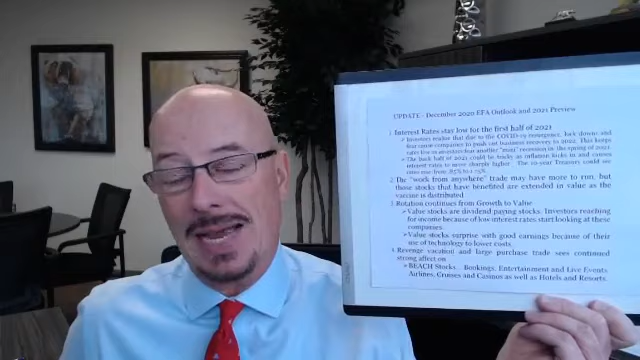 UPDATE - December 2020 EFA Outlook and 2021 Preview
1. Interest Rates stay low for the first half of 2021
➢ Investors realize that due to the COVID-19 resurgence, lock downs and
fear cause companies to push out business recovery to 2022. This keeps
rates low as investors fear another "mini" recession in the spring of 2021
➢ The back half of 2021 could be tricky as inflation kicks in and causes
interest rates to move sharply higher. The 10-year Treasury could see
rates rise from .85% to 1.15%.
2. The "work from anywhere" trade may have more to run, but
those stocks that have benefited are extended in value as the
vaccine is distributed
3. Rotation continues from Growth to Value
➢ Value stocks are dividend paying stocks. Investors reaching
for income because of low interest rates start looking at these
companies.
➢ Value stocks surprise with good earnings because of their
use of technology to lower costs.
4. Revenge vacation and large purchase trade sees continued
strong affect on
➢ BEACH Stocks. Bookings, Entertainment and Live Events
Airlines, Cruises and Casinos as well as Hotels and Resorts.